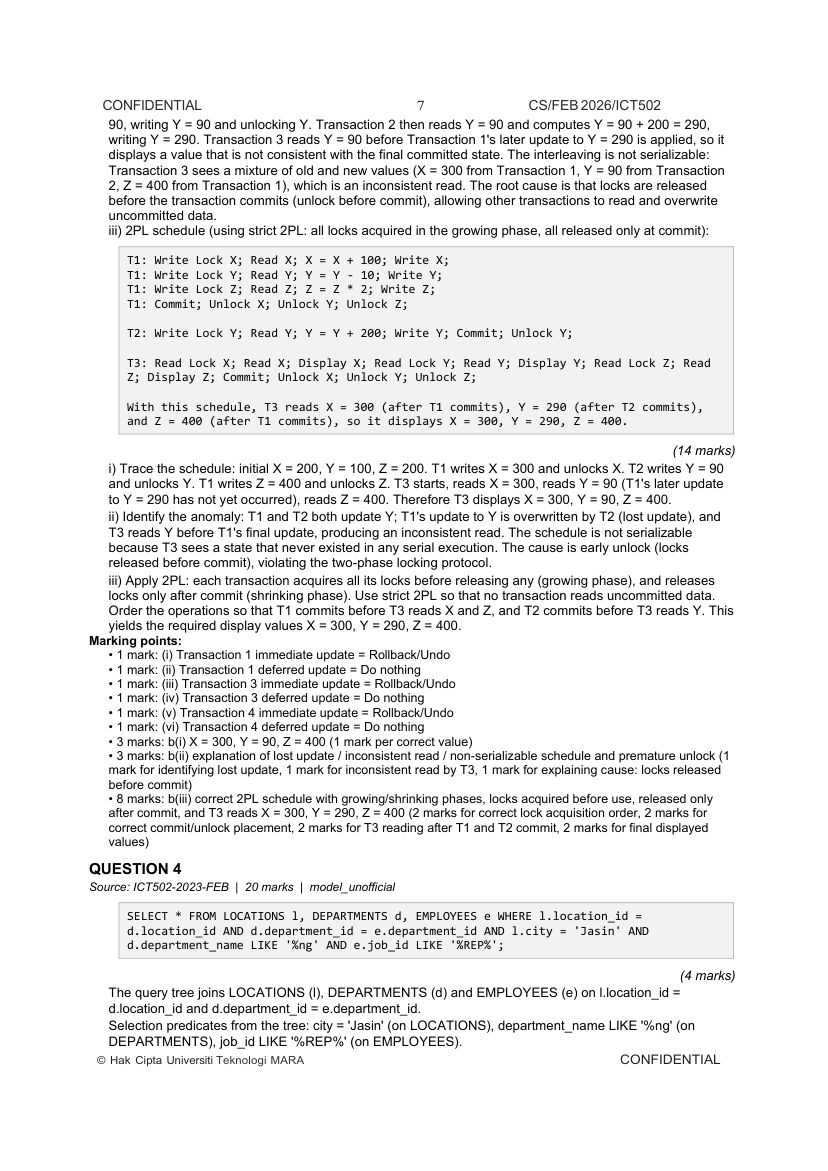 CONFIDENTIAL 7 CS/FEB 2026/ICT502
90, writing Y = 90 and unlocking Y. Transaction 2 then reads Y = 90 and computes Y = 90 + 200 = 290,
writing Y = 290. Transaction 3 reads Y = 90 before Transaction 1's later update to Y = 290 is applied, so it
displays a value that is not consistent with the final committed state. The interleaving is not serializable:
Transaction 3 sees a mixture of old and new values (X = 300 from Transaction 1, Y = 90 from Transaction
2, Z = 400 from Transaction 1), which is an inconsistent read. The root cause is that locks are released
before the transaction commits (unlock before commit), allowing other transactions to read and overwrite
uncommitted data.
iii) 2PL schedule (using strict 2PL: all locks acquired in the growing phase, all released only at commit):
T1: Write Lock X; Read X; X = X + 100; Write X;
T1: Write Lock Y; Read Y; Y = Y - 10; Write Y;
T1: Write Lock Z; Read Z; Z = Z * 2; Write Z;
T1: Commit; Unlock X; Unlock Y; Unlock Z;
T2: Write Lock Y; Read Y; Y = Y + 200; Write Y; Commit; Unlock Y;
T3: Read Lock X; Read X; Display X; Read Lock Y; Read Y; Display Y; Read Lock Z; Read
Z; Display Z; Commit; Unlock X; Unlock Y; Unlock Z;
With this schedule, T3 reads X = 300 (after T1 commits), Y = 290 (after T2 commits),
and Z = 400 (after T1 commits), so it displays X = 300, Y = 290, Z = 400.
(14 marks)
i) Trace the schedule: initial X = 200, Y = 100, Z = 200. T1 writes X = 300 and unlocks X. T2 writes Y = 90
and unlocks Y. T1 writes Z = 400 and unlocks Z. T3 starts, reads X = 300, reads Y = 90 (T1's later update
to Y = 290 has not yet occurred), reads Z = 400. Therefore T3 displays X = 300, Y = 90, Z = 400.
ii) Identify the anomaly: T1 and T2 both update Y; T1's update to Y is overwritten by T2 (lost update), and
T3 reads Y before T1's final update, producing an inconsistent read. The schedule is not serializable
because T3 sees a state that never existed in any serial execution. The cause is early unlock (locks
released before commit), violating the two-phase locking protocol.
iii) Apply 2PL: each transaction acquires all its locks before releasing any (growing phase), and releases
locks only after commit (shrinking phase). Use strict 2PL so that no transaction reads uncommitted data.
Order the operations so that T1 commits before T3 reads X and Z, and T2 commits before T3 reads Y. This
yields the required display values X = 300, Y = 290, Z = 400.
Marking points:
• 1 mark: (i) Transaction 1 immediate update = Rollback/Undo
• 1 mark: (ii) Transaction 1 deferred update = Do nothing
• 1 mark: (iii) Transaction 3 immediate update = Rollback/Undo
• 1 mark: (iv) Transaction 3 deferred update = Do nothing
• 1 mark: (v) Transaction 4 immediate update = Rollback/Undo
• 1 mark: (vi) Transaction 4 deferred update = Do nothing
• 3 marks: b(i) X = 300, Y = 90, Z = 400 (1 mark per correct value)
• 3 marks: b(ii) explanation of lost update / inconsistent read / non-serializable schedule and premature unlock (1
mark for identifying lost update, 1 mark for inconsistent read by T3, 1 mark for explaining cause: locks released
before commit)
• 8 marks: b(iii) correct 2PL schedule with growing/shrinking phases, locks acquired before use, released only
after commit, and T3 reads X = 300, Y = 290, Z = 400 (2 marks for correct lock acquisition order, 2 marks for
correct commit/unlock placement, 2 marks for T3 reading after T1 and T2 commit, 2 marks for final displayed
values)
QUESTION 4
Source: ICT502-2023-FEB | 20 marks | model_unofficial
SELECT * FROM LOCATIONS l, DEPARTMENTS d, EMPLOYEES e WHERE l.location_id =
d.location_id AND d.department_id = e.department_id AND l.city = 'Jasin' AND
d.department_name LIKE '%ng' AND e.job_id LIKE '%REP%';
(4 marks)
The query tree joins LOCATIONS (l), DEPARTMENTS (d) and EMPLOYEES (e) on l.location_id =
d.location_id and d.department_id = e.department_id.
Selection predicates from the tree: city = 'Jasin' (on LOCATIONS), department_name LIKE '%ng' (on
DEPARTMENTS), job_id LIKE '%REP%' (on EMPLOYEES).
© Hak Cipta Universiti Teknologi MARA CONFIDENTIAL